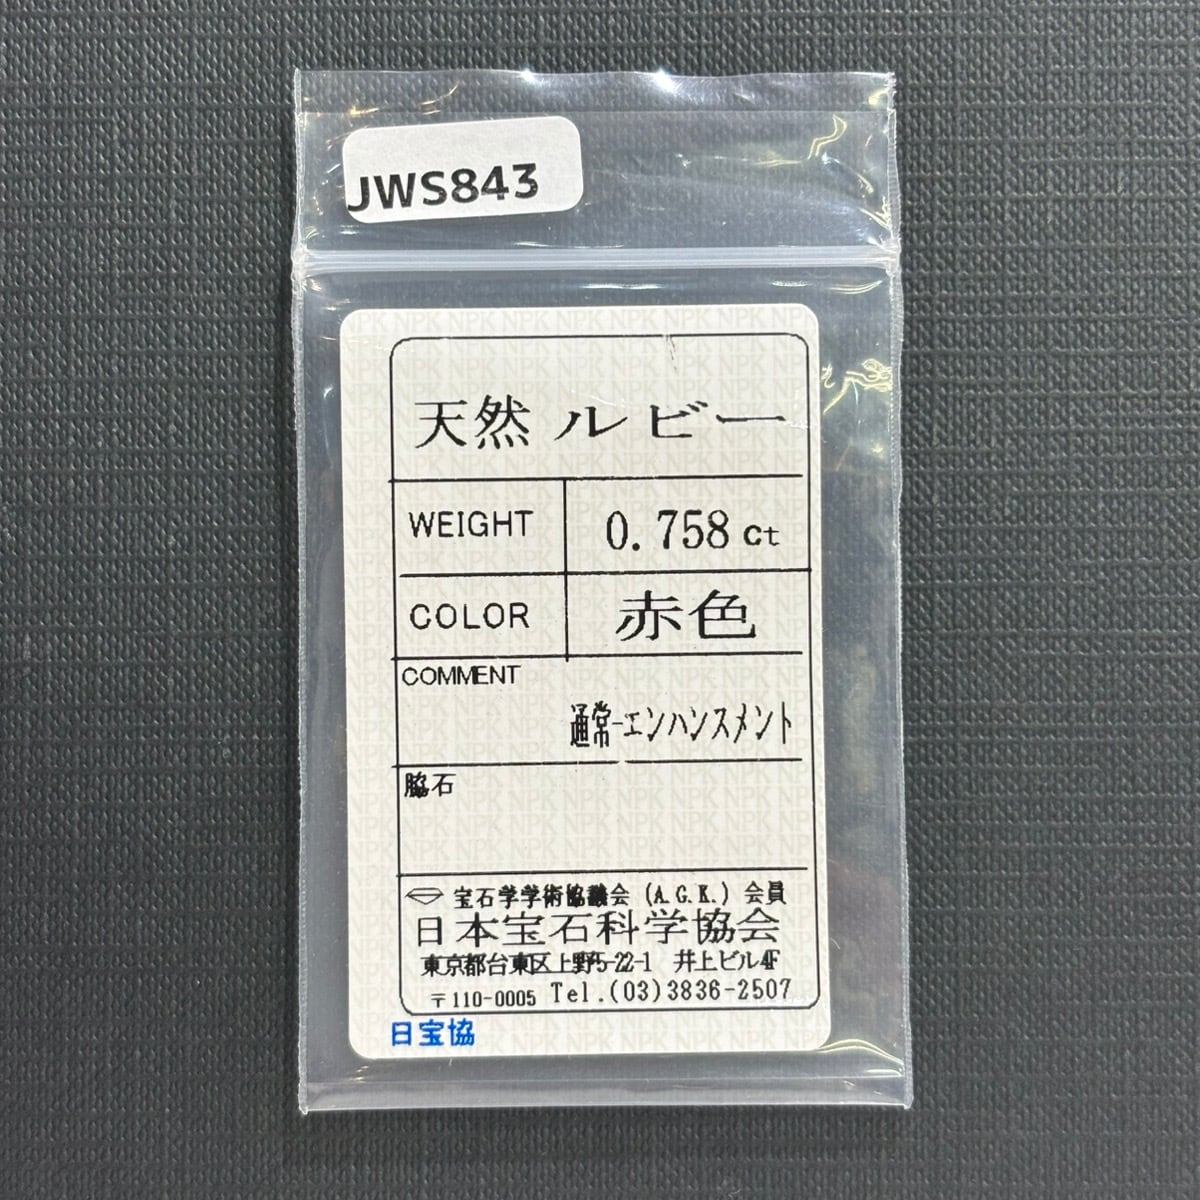 JWS843
天然 ルビー
WEIGHT 0.758 ct
COLOR 赤色
COMMENT
通常-エンハンスメント
脇石
宝石学学術協議会 (A.G.K.) 会員
日本宝石科学協会
東京都台東区上野5-22-1 井上ビル4F
〒110-0005 Tel.(03)3836-2507
日宝協